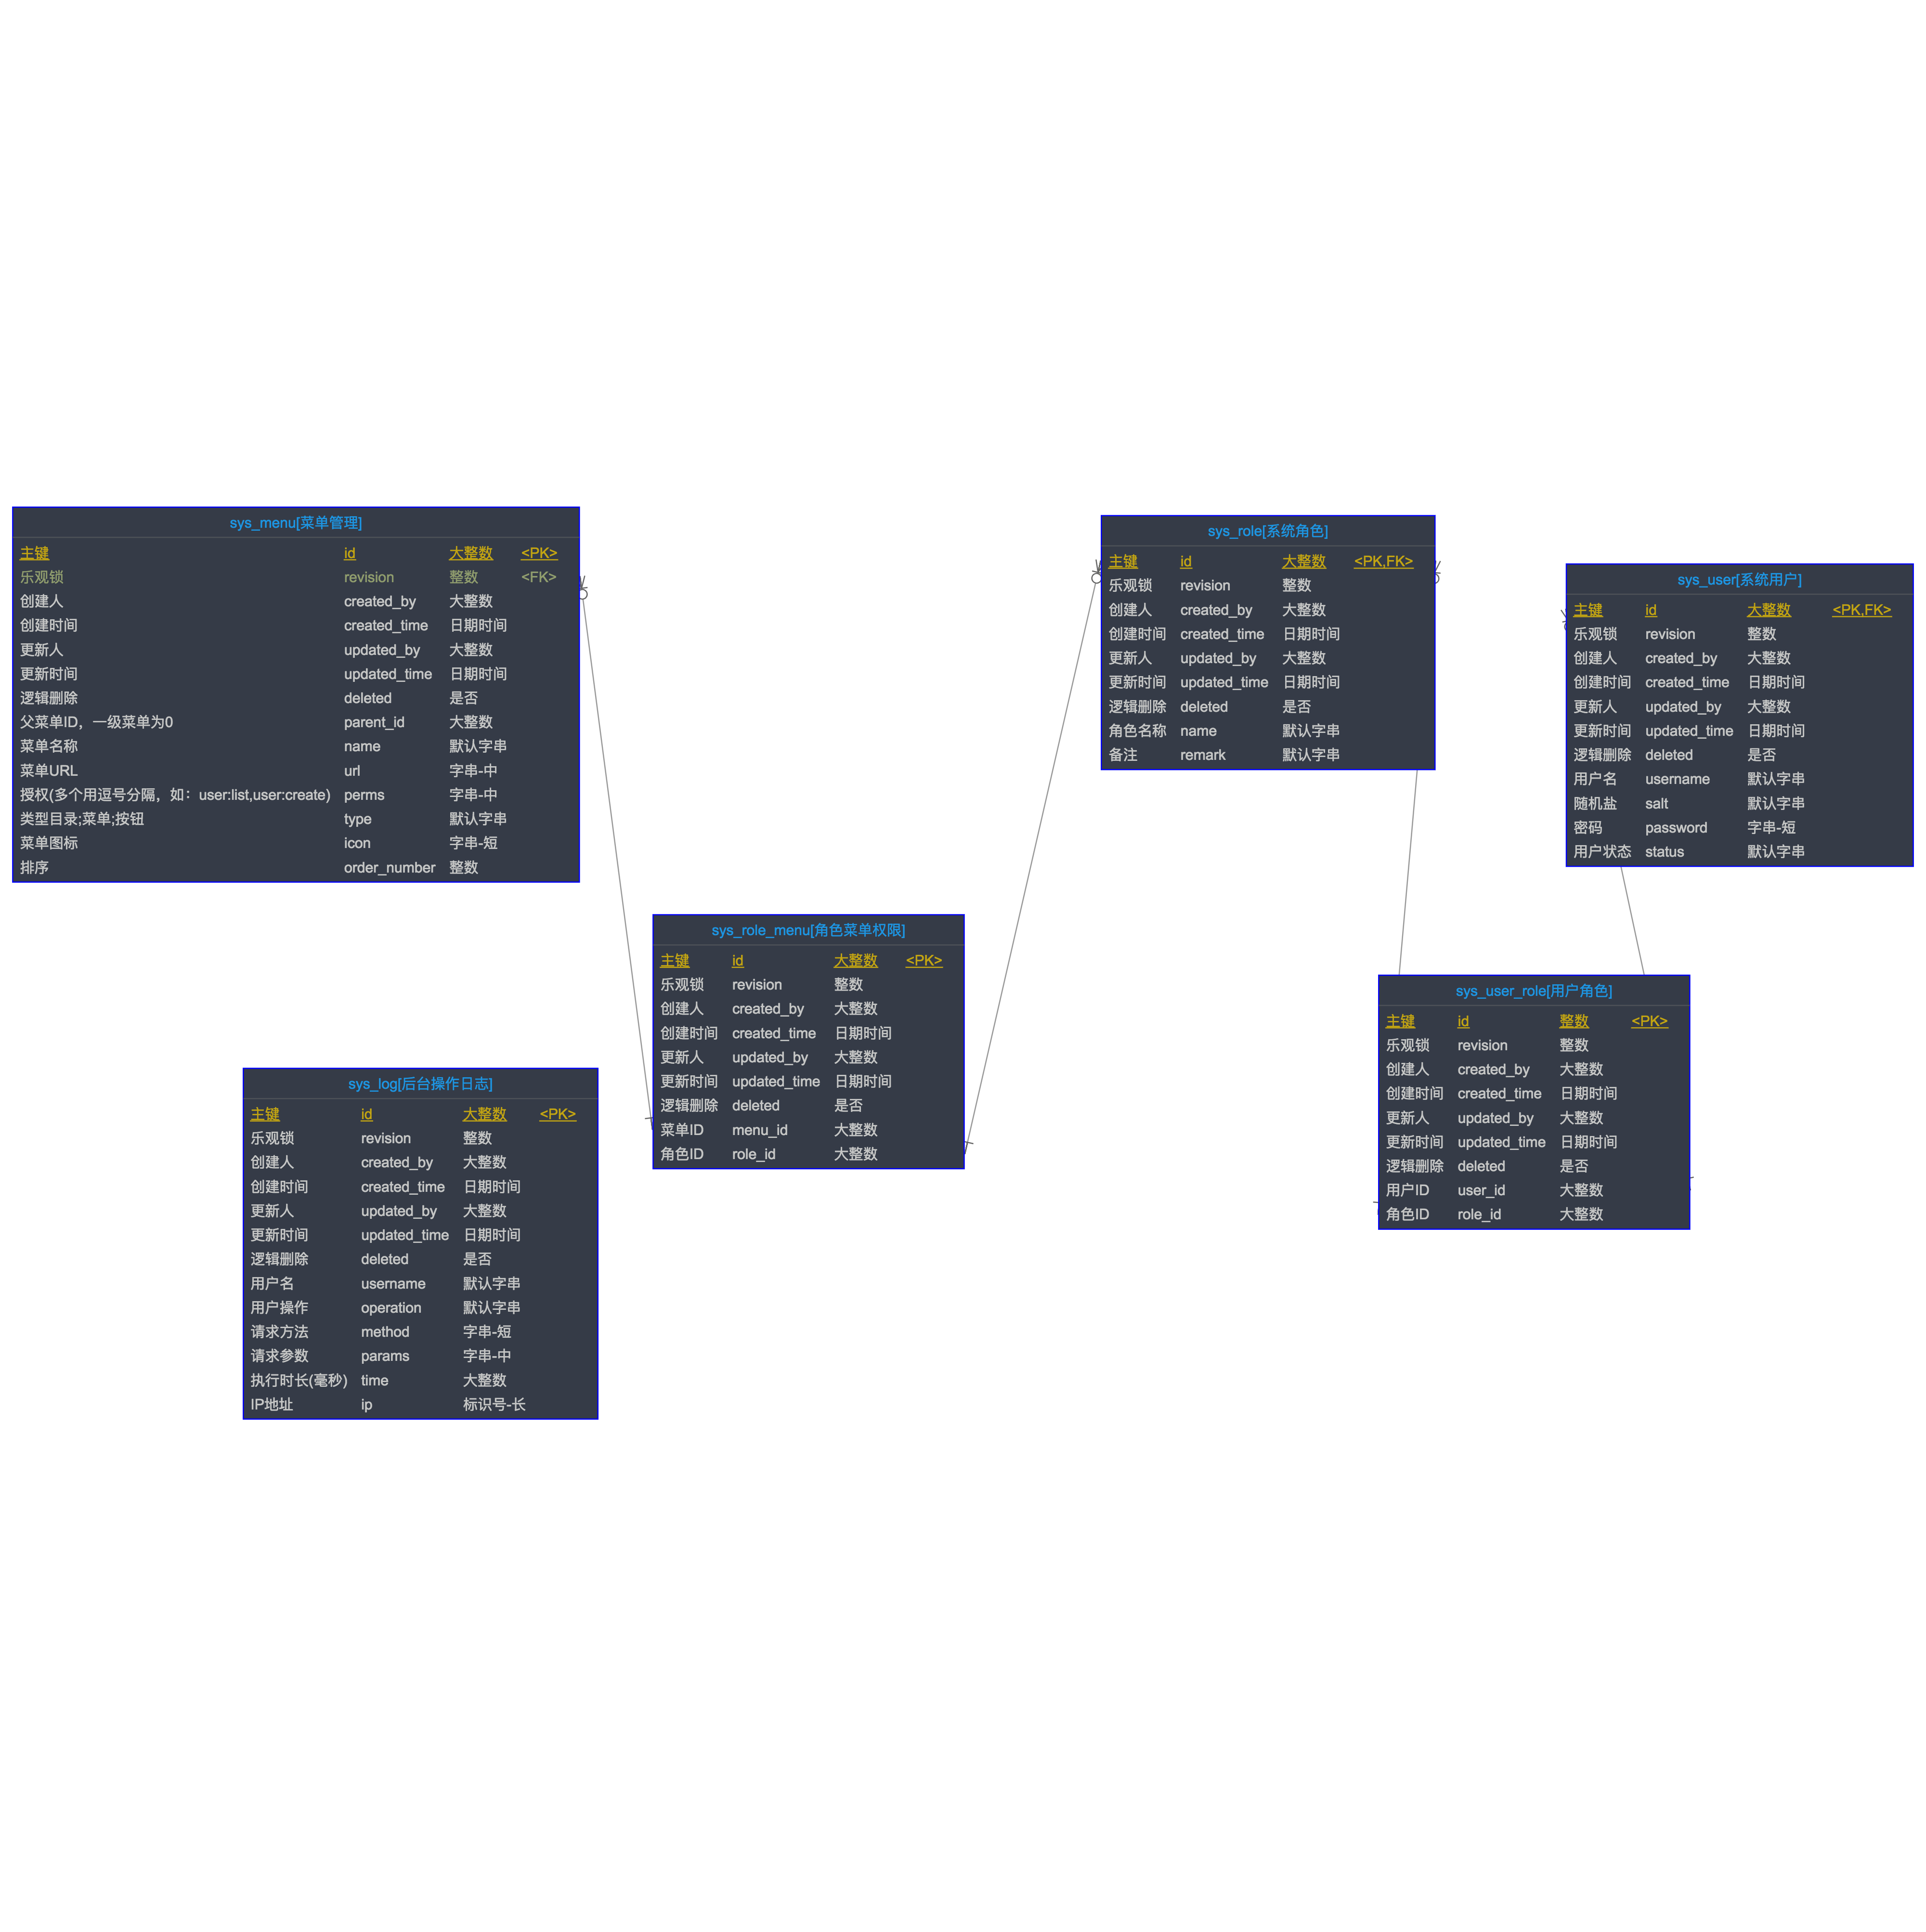 sys_menu[菜单管理]
主键 id 大整数 <PK>
乐观锁 revision 整数 <FK>
创建人 created_by 大整数
创建时间 created_time 日期时间
更新人 updated_by 大整数
更新时间 updated_time 日期时间
逻辑删除 deleted 是否
父菜单ID，一级菜单为0 parent_id 大整数
菜单名称 name 默认字串
菜单URL url 字串-中
授权(多个用逗号分隔，如：user:list,user:create) perms 字串-中
类型目录;菜单;按钮 type 默认字串
菜单图标 icon 字串-短
排序 order_number 整数
sys_role[系统角色]
主键 id 大整数 <PK,FK>
乐观锁 revision 整数
创建人 created_by 大整数
创建时间 created_time 日期时间
更新人 updated_by 大整数
更新时间 updated_time 日期时间
逻辑删除 deleted 是否
角色名称 name 默认字串
备注 remark 默认字串
sys_user[系统用户]
主键 id 大整数 <PK,FK>
乐观锁 revision 整数
创建人 created_by 大整数
创建时间 created_time 日期时间
更新人 updated_by 大整数
更新时间 updated_time 日期时间
逻辑删除 deleted 是否
用户名 username 默认字串
随机盐 salt 默认字串
密码 password 字串-短
用户状态 status 默认字串
sys_role_menu[角色菜单权限]
主键 id 大整数 <PK>
乐观锁 revision 整数
创建人 created_by 大整数
创建时间 created_time 日期时间
更新人 updated_by 大整数
更新时间 updated_time 日期时间
逻辑删除 deleted 是否
菜单ID menu_id 大整数
角色ID role_id 大整数
sys_user_role[用户角色]
主键 id 整数 <PK>
乐观锁 revision 整数
创建人 created_by 大整数
创建时间 created_time 日期时间
更新人 updated_by 大整数
更新时间 updated_time 日期时间
逻辑删除 deleted 是否
用户ID user_id 大整数
角色ID role_id 大整数
sys_log[后台操作日志]
主键 id 大整数 <PK>
乐观锁 revision 整数
创建人 created_by 大整数
创建时间 created_time 日期时间
更新人 updated_by 大整数
更新时间 updated_time 日期时间
逻辑删除 deleted 是否
用户名 username 默认字串
用户操作 operation 默认字串
请求方法 method 字串-短
请求参数 params 字串-中
执行时长(毫秒) time 大整数
IP地址 ip 标识号-长